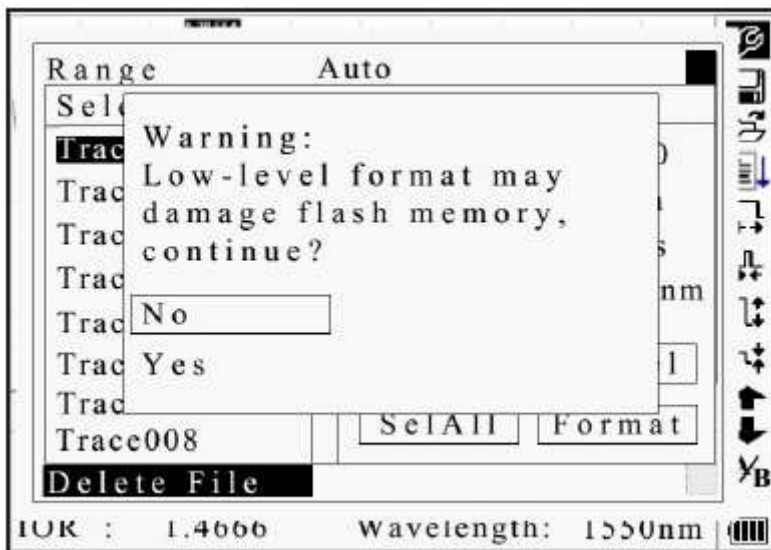 Range Auto
Sele
Warning:
Low-level format may
damage flash memory,
continue?
No
Yes
Trac
Trac
Trac
Trac
Trac
Trac
Trac
Trace008
nm
SelAll Format
Delete File
IOR : 1.4666 Wavelength: 1550nm
Y/B